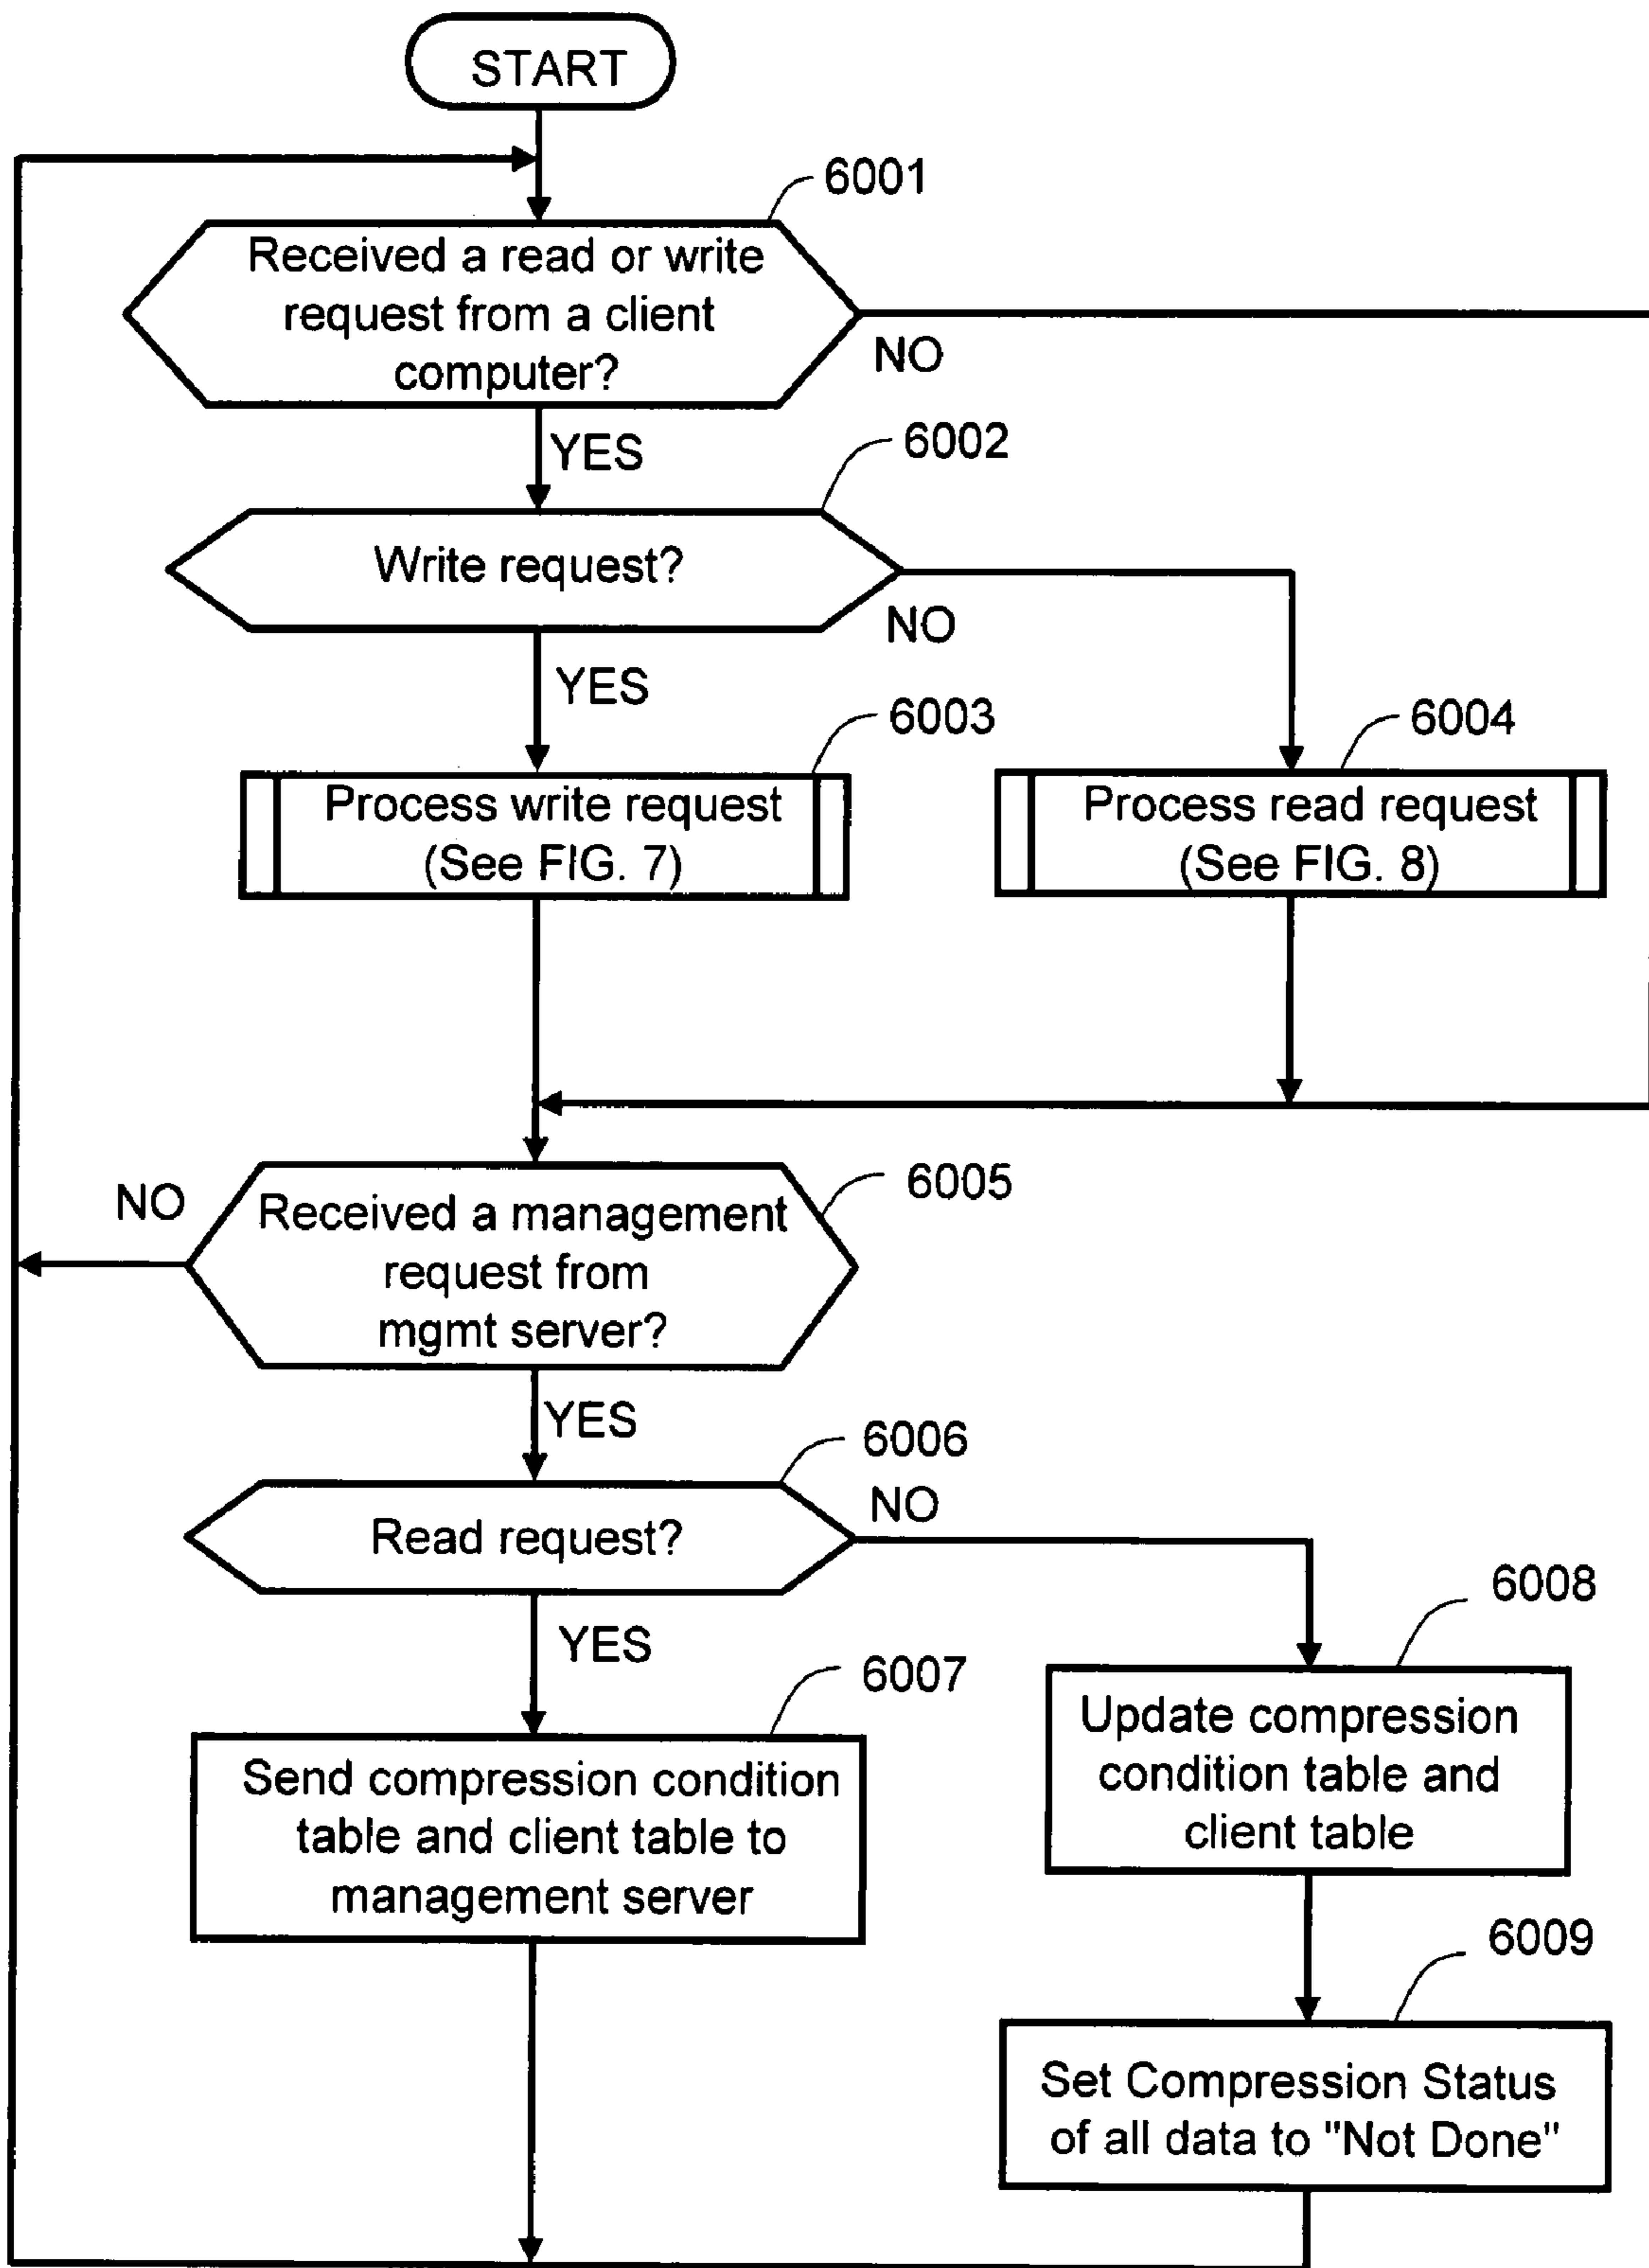 START
6001
Received a read or write
request from a client
computer?
NO
YES
6002
Write request?
NO
YES
6003
6004
Process write request
(See FIG. 7)
Process read request
(See FIG. 8)
6005
NO
Received a management
request from
mgmt server?
YES
6006
NO
Read request?
6008
YES
6007
Update compression
condition table and
client table
Send compression condition
table and client table to
management server
6009
Set Compression Status
of all data to "Not Done"